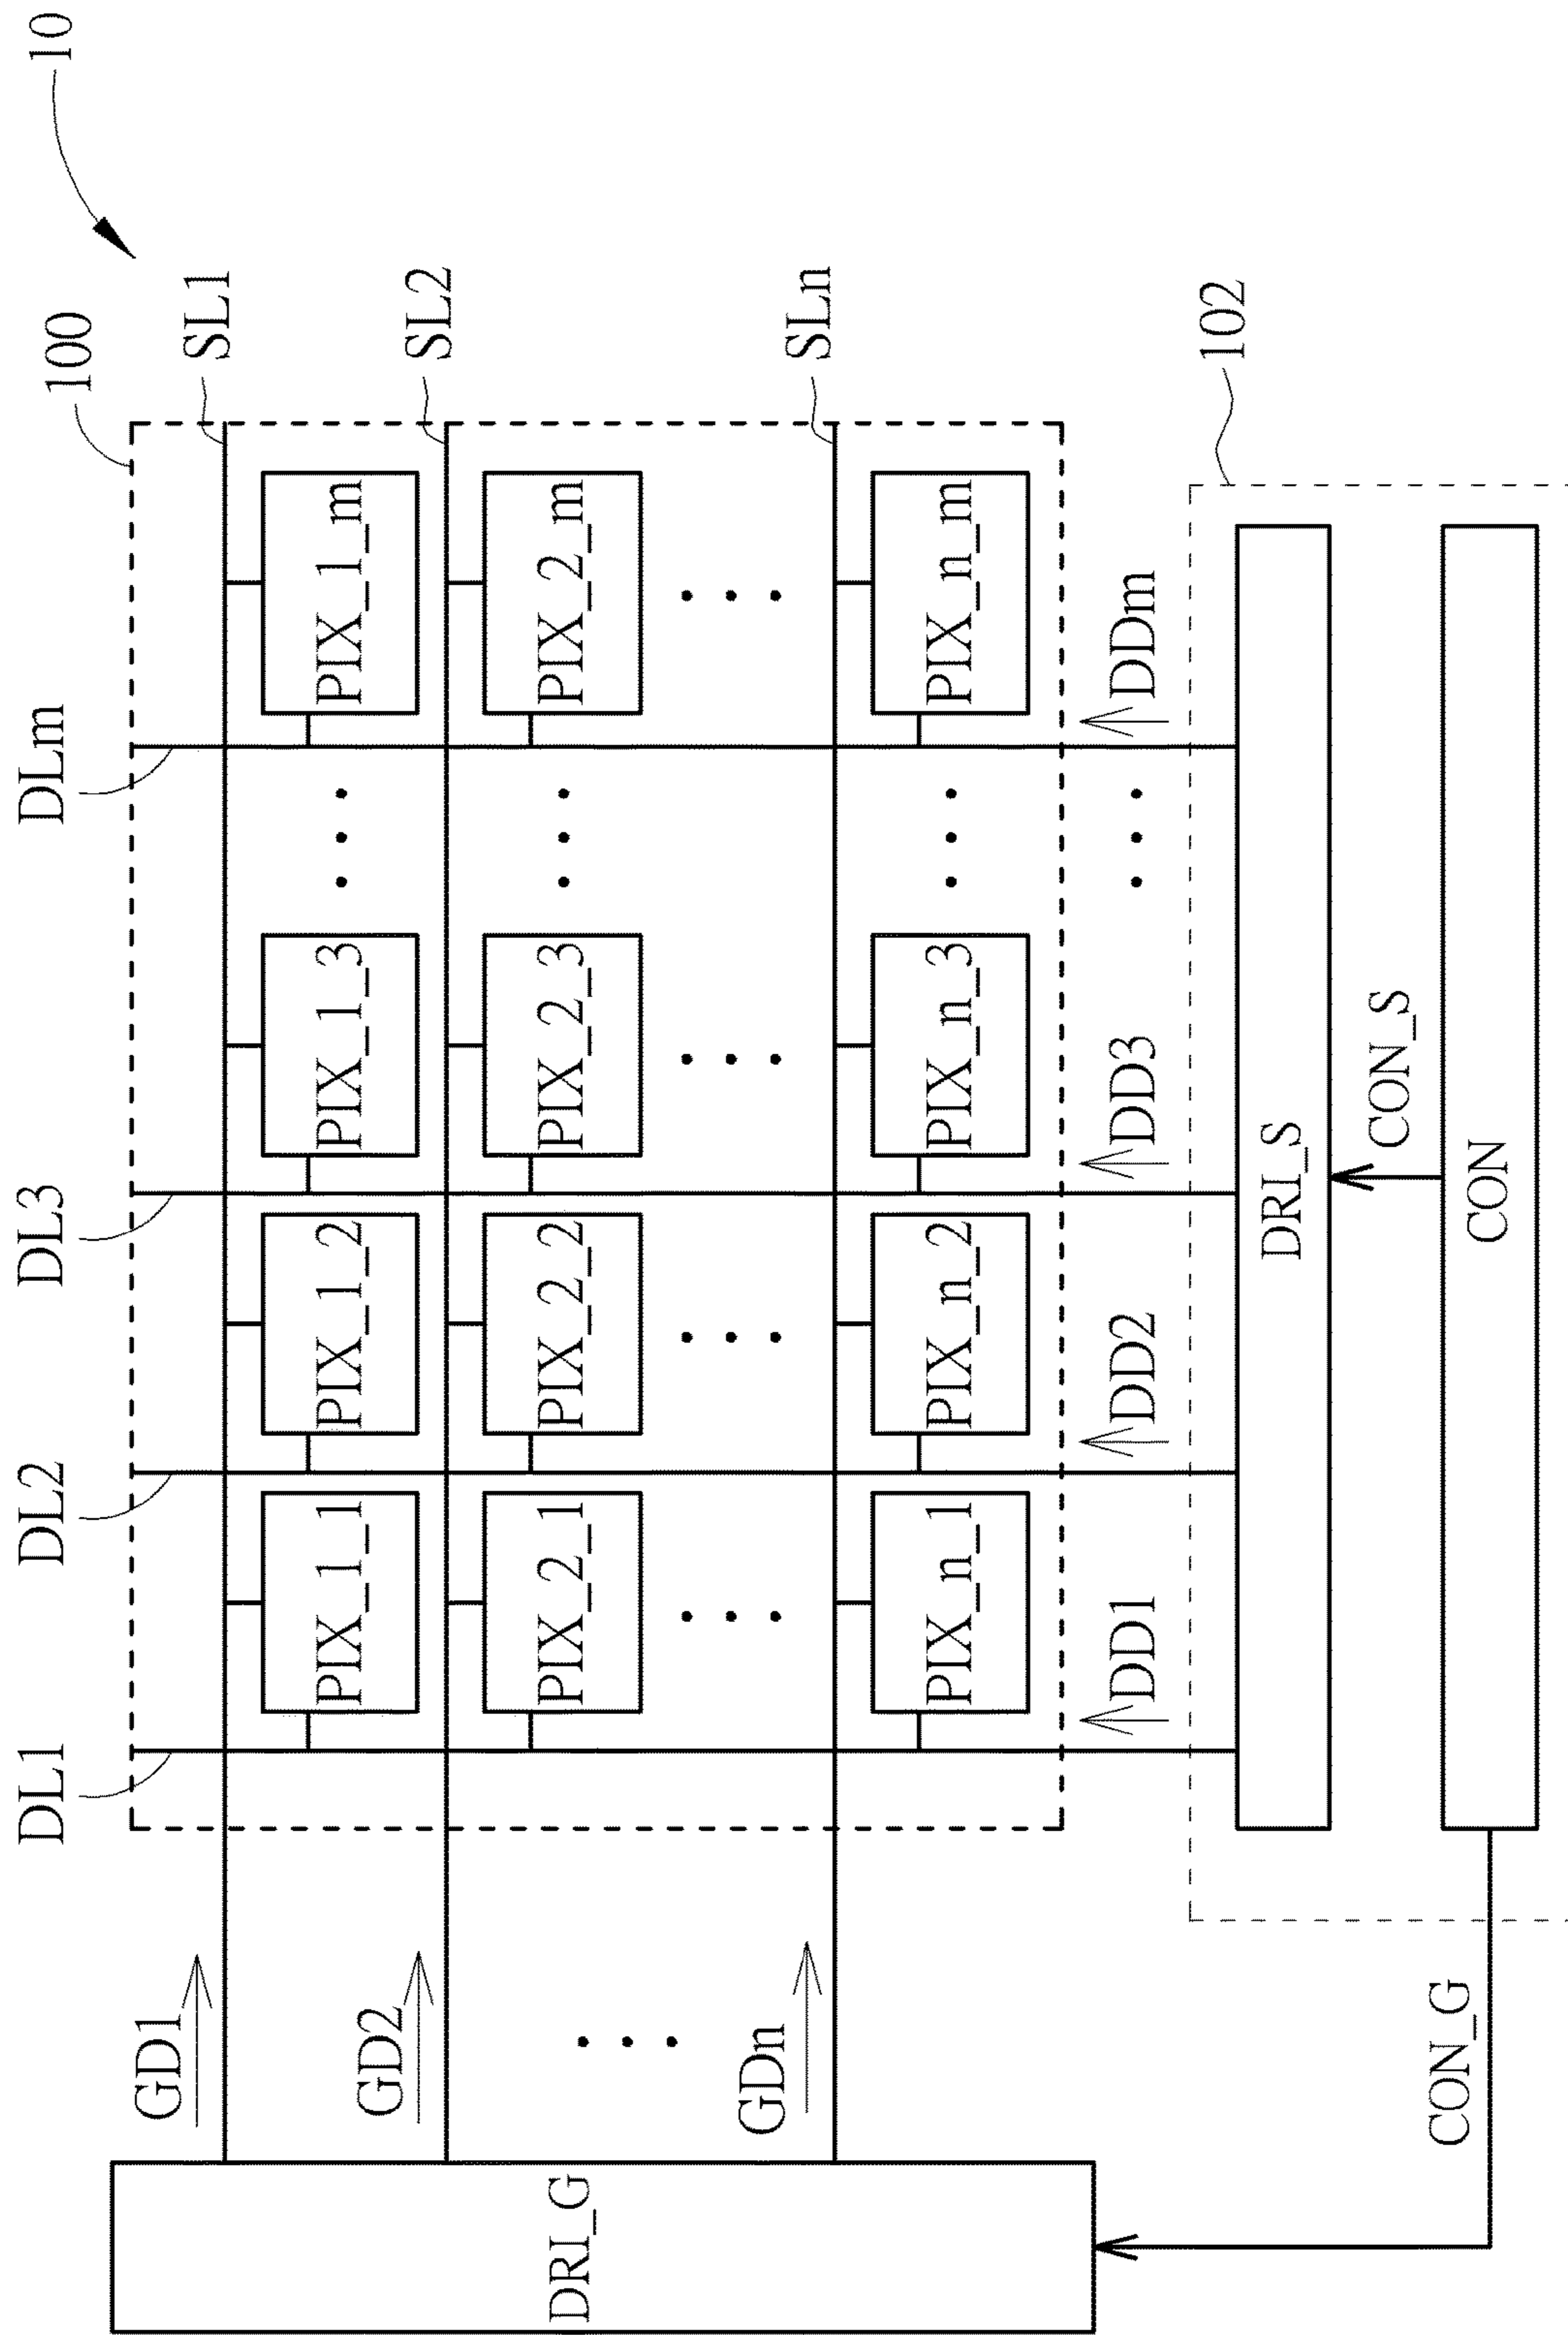 10
100
DL1
DL2
DL3
DLm
SL1
SL2
SLn
GD1
GD2
GDn
PIX_1_1
PIX_1_2
PIX_1_3
PIX_1_m
PIX_2_1
PIX_2_2
PIX_2_3
PIX_2_m
PIX_n_1
PIX_n_2
PIX_n_3
PIX_n_m
DRI_G
DD1
DD2
DD3
DDm
102
DRI_S
CON_S
CON_G
CON